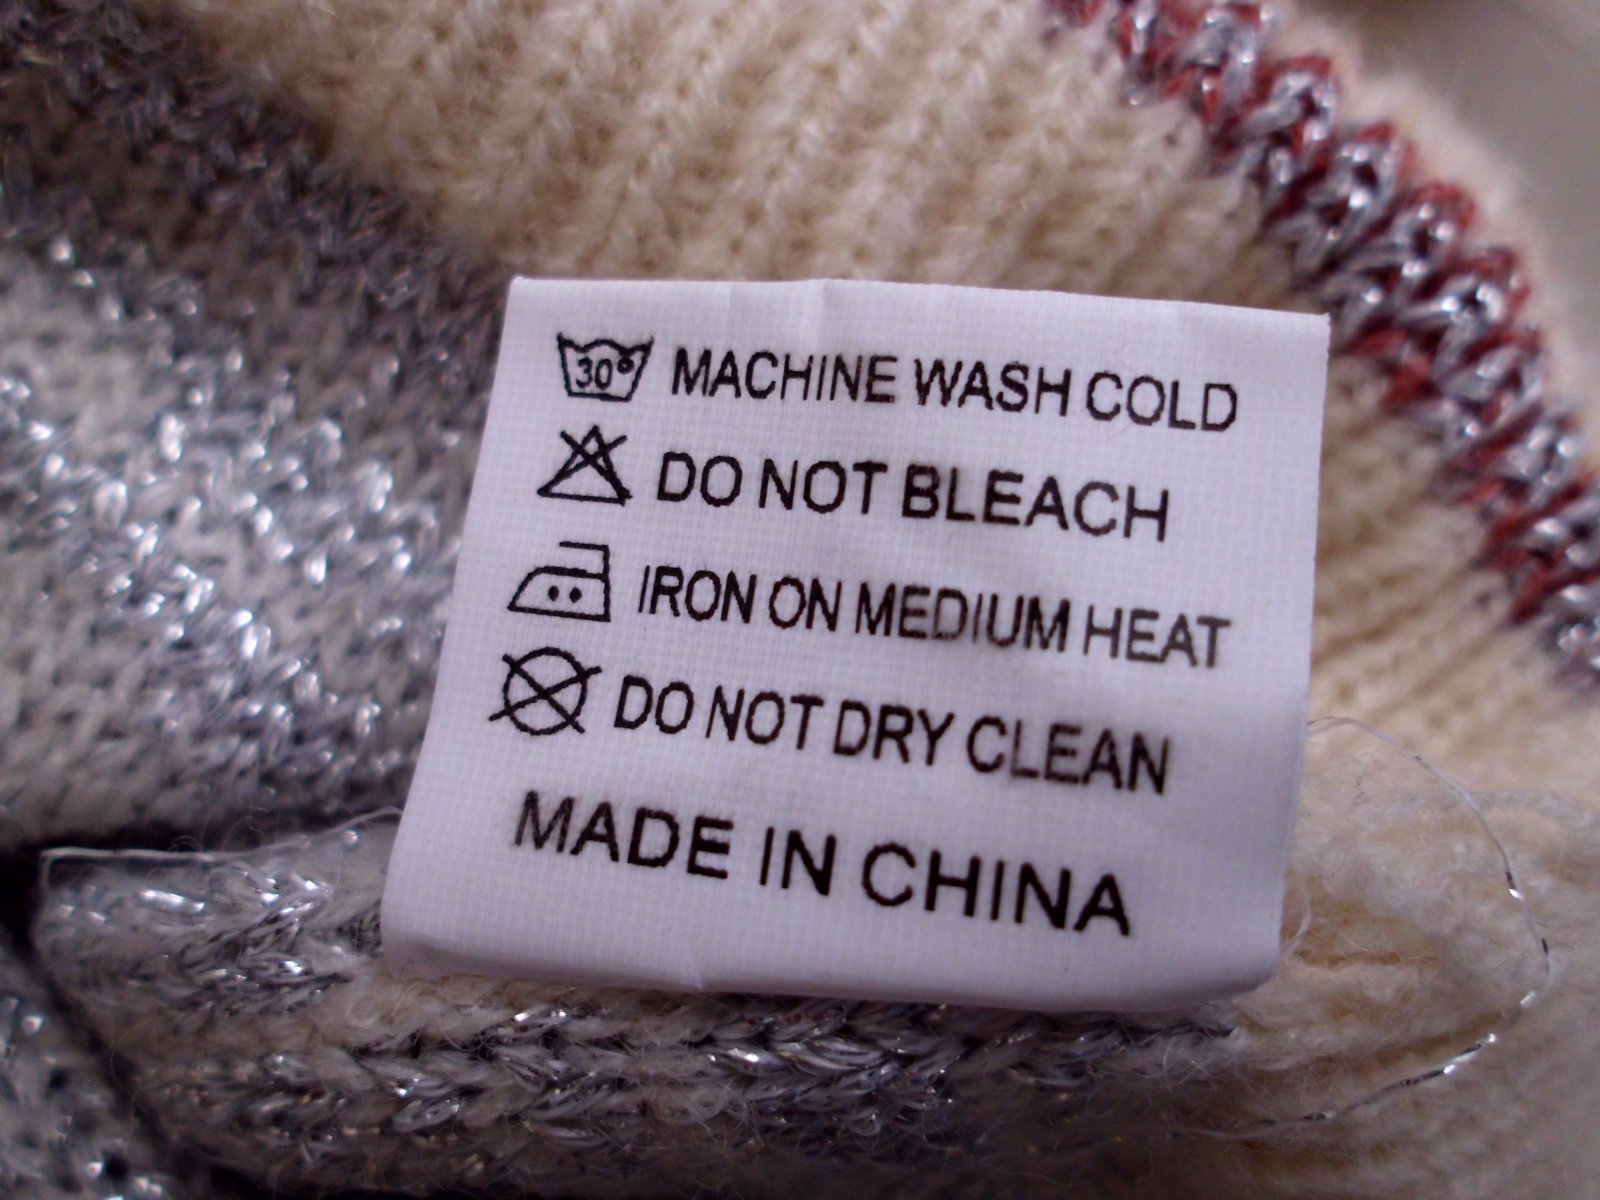 30° MACHINE WASH COLD
DO NOT BLEACH
IRON ON MEDIUM HEAT
DO NOT DRY CLEAN
MADE IN CHINA